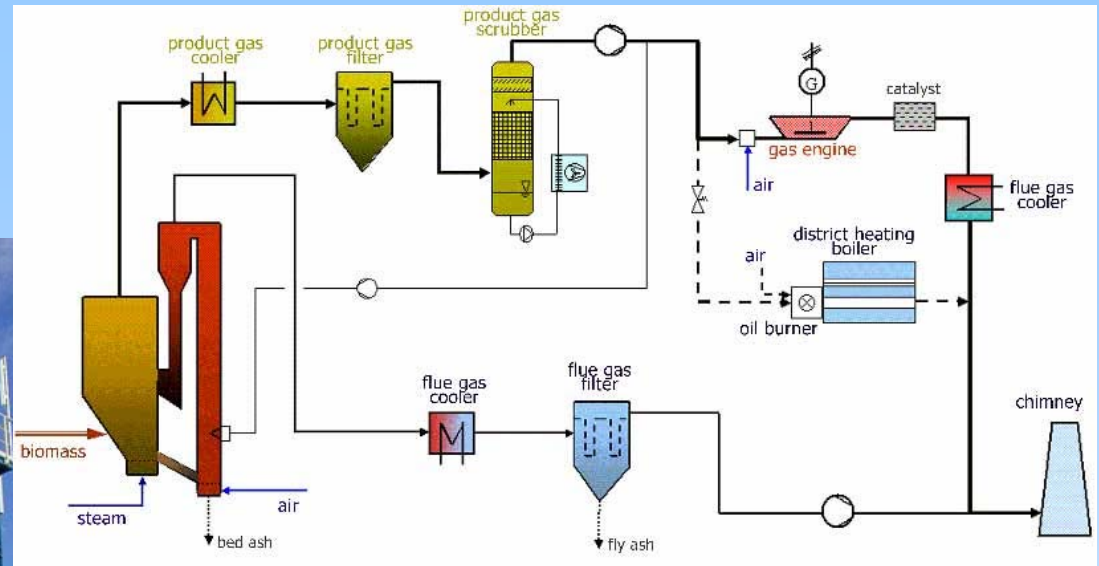 product gas
cooler
product gas
filter
product gas
scrubber
G
catalyst
gas engine
air
flue gas
cooler
district heating
boiler
air
oil burner
flue gas
cooler
flue gas
filter
chimney
biomass
steam
air
bed ash
fly ash